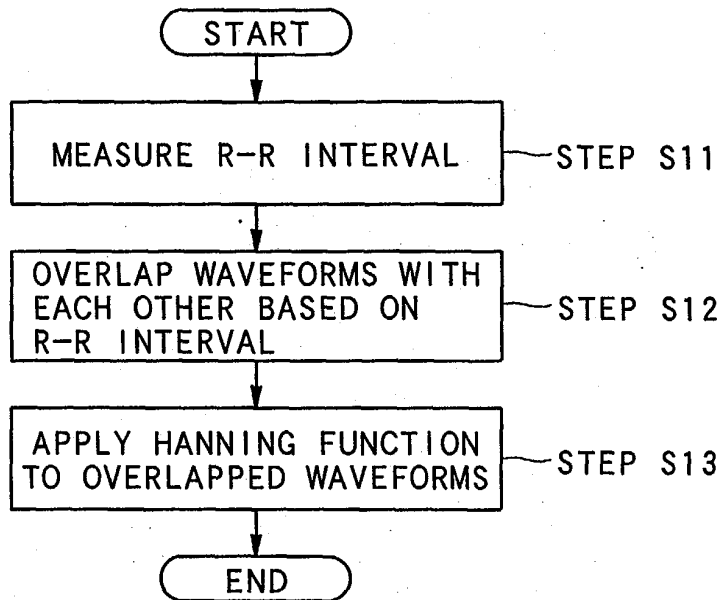 START
MEASURE R-R INTERVAL
STEP S11
OVERLAP WAVEFORMS WITH
EACH OTHER BASED ON
R-R INTERVAL
STEP S12
APPLY HANNING FUNCTION
TO OVERLAPPED WAVEFORMS
STEP S13
END